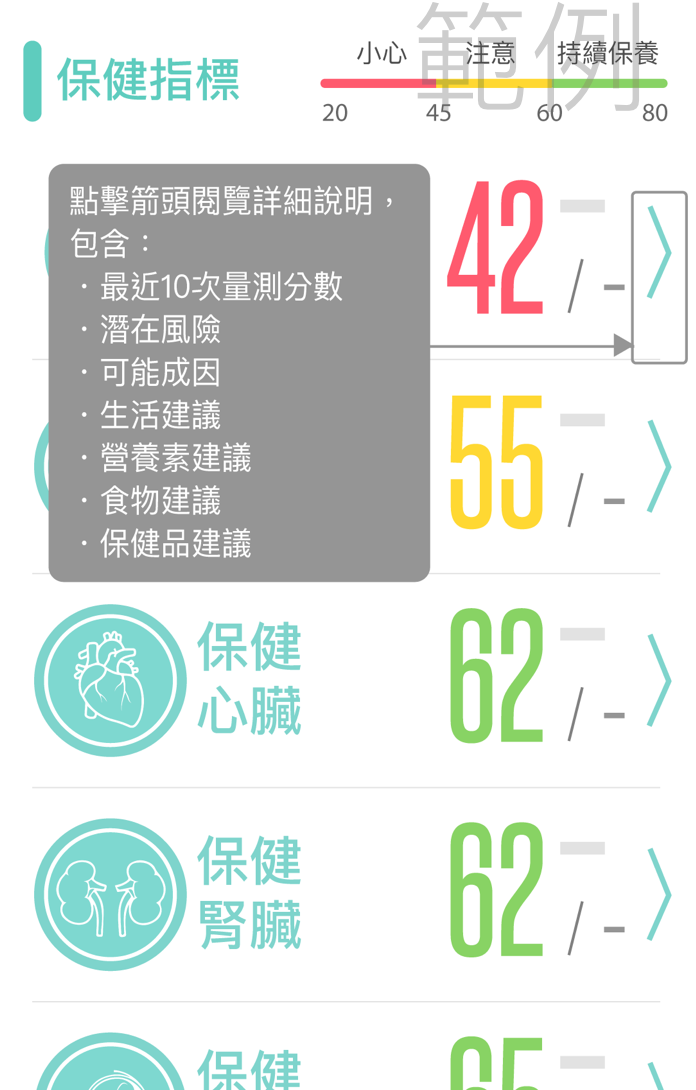 範例
小心 注意 持續保養
保健指標
20 45 60 80
點擊箭頭閱覽詳細說明，
包含：
・最近10次量測分數
・潛在風險
・可能成因
・生活建議
・營養素建議
・食物建議
・保健品建議
42 / -
55 / -
保健
心臟
62 / -
保健
腎臟
62 / -
保健
65